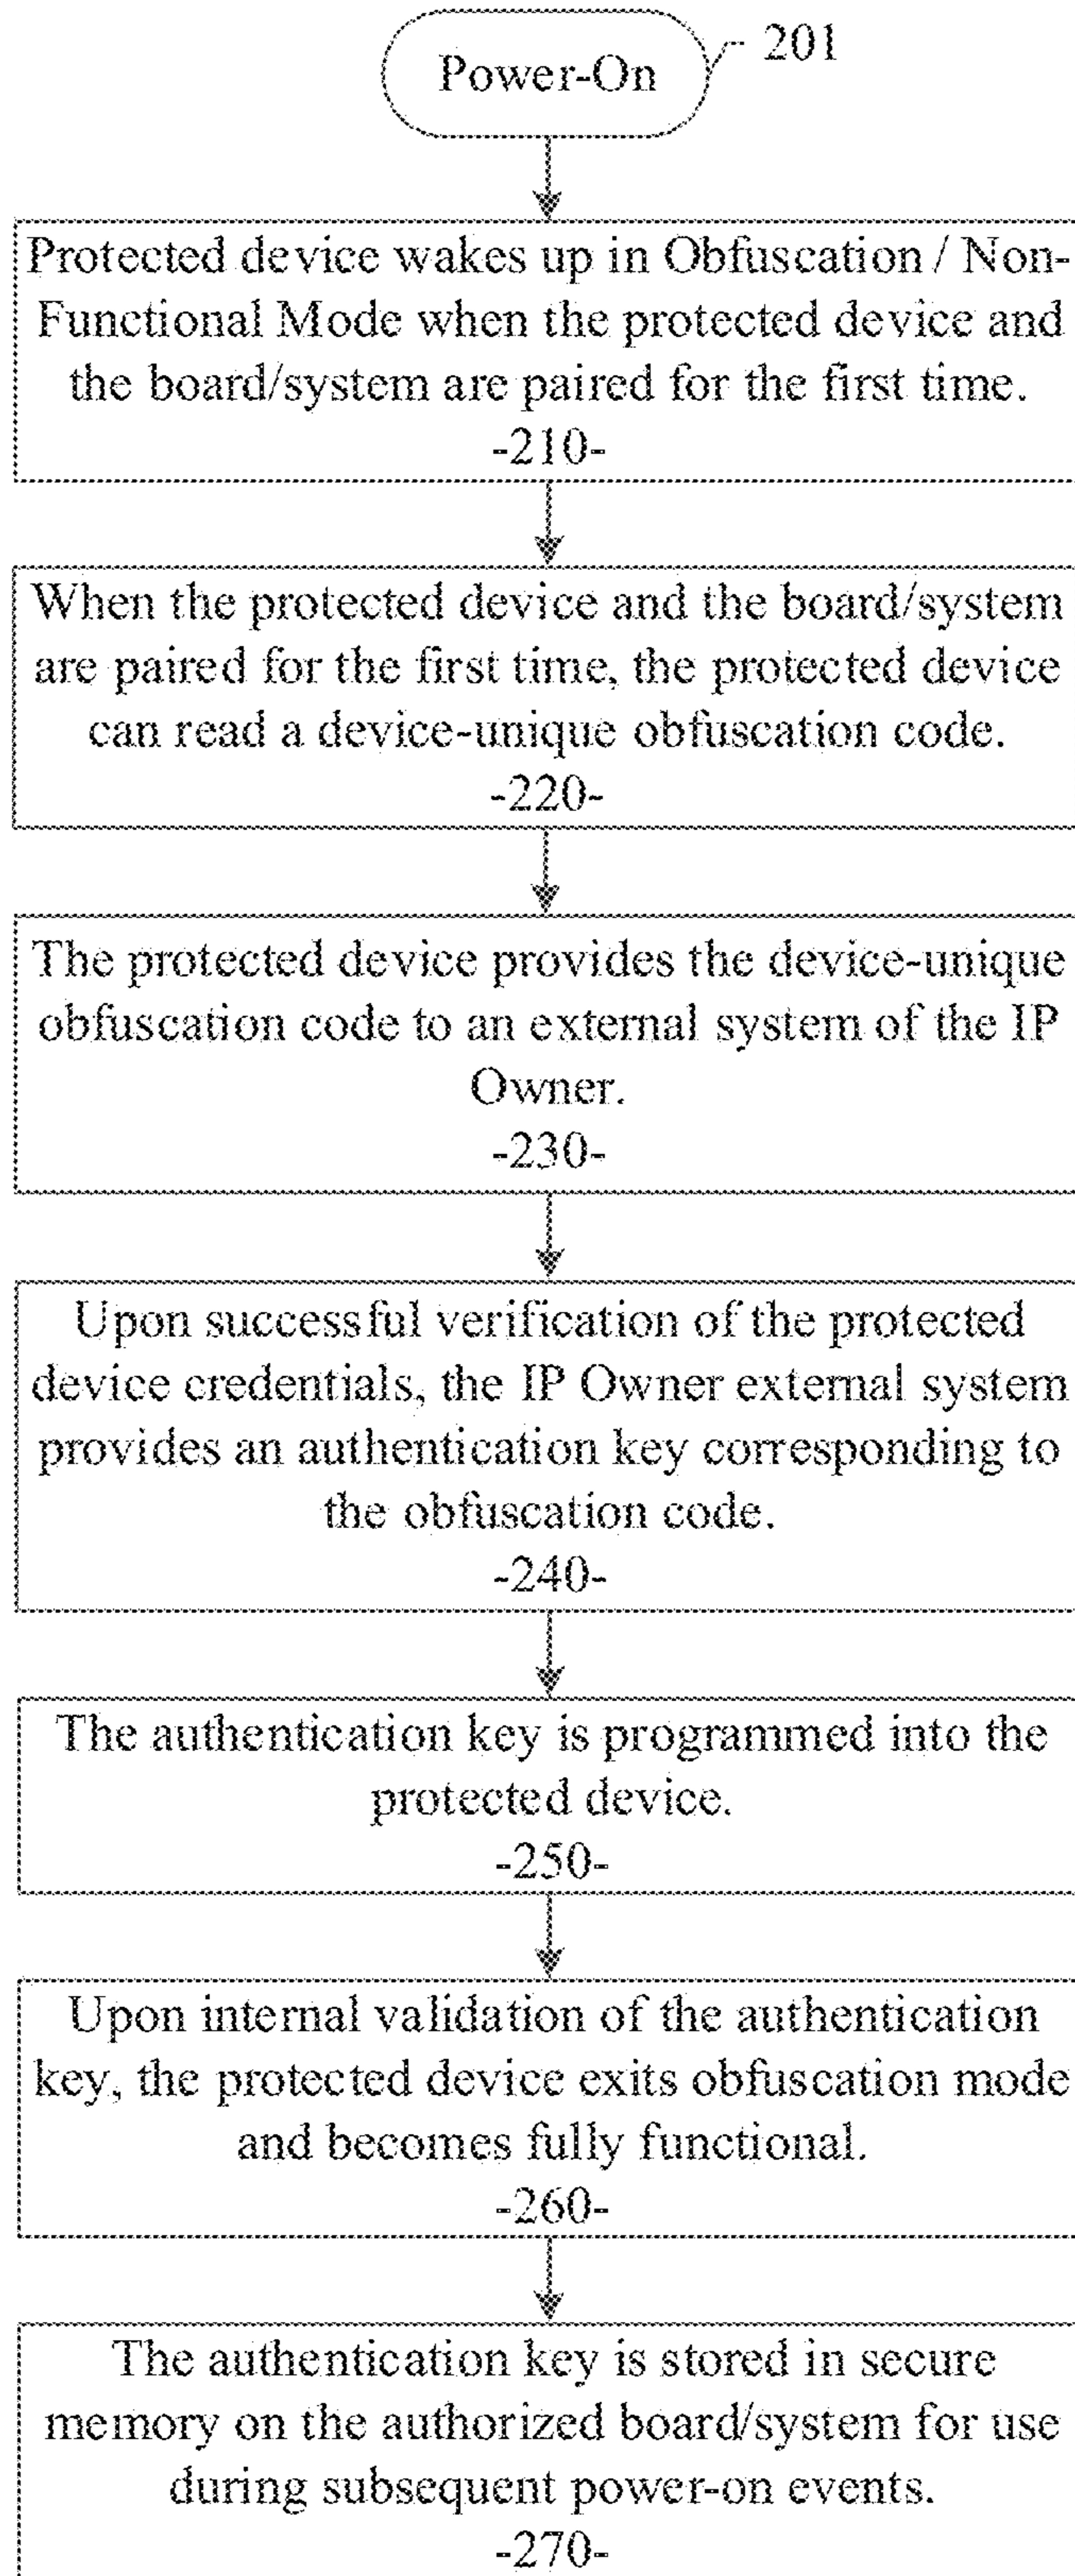 Power-On
201
Protected device wakes up in Obfuscation / Non-
Functional Mode when the protected device and
the board/system are paired for the first time.
-210-
When the protected device and the board/system
are paired for the first time, the protected device
can read a device-unique obfuscation code.
-220-
The protected device provides the device-unique
obfuscation code to an external system of the IP
Owner.
-230-
Upon successful verification of the protected
device credentials, the IP Owner external system
provides an authentication key corresponding to
the obfuscation code.
-240-
The authentication key is programmed into the
protected device.
-250-
Upon internal validation of the authentication
key, the protected device exits obfuscation mode
and becomes fully functional.
-260-
The authentication key is stored in secure
memory on the authorized board/system for use
during subsequent power-on events.
-270-